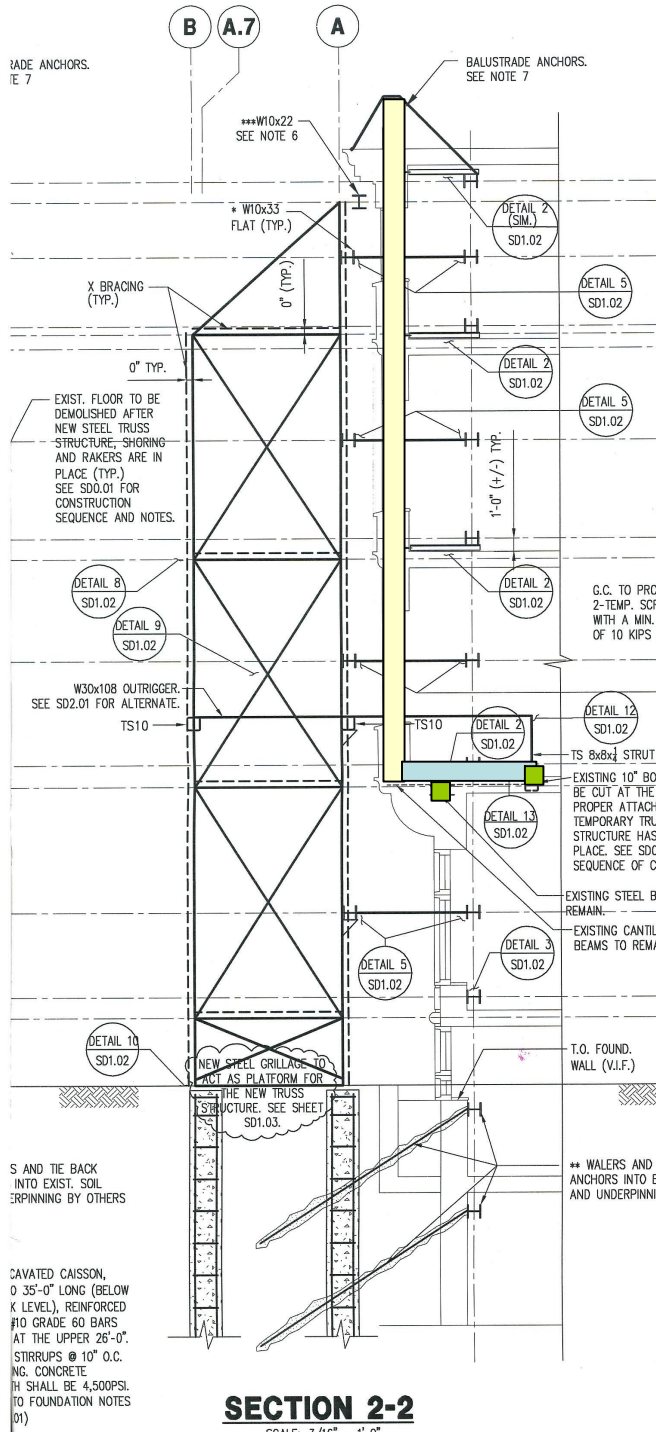 B
A.7
A
RADE ANCHORS.
TE 7
BALUSTRADE ANCHORS.
SEE NOTE 7
***W10x22
SEE NOTE 6
* W10x33
FLAT (TYP.)
DETAIL 2
(SIM.)
SD1.02
X BRACING
(TYP.)
0" (TYP.)
DETAIL 5
SD1.02
DETAIL 2
SD1.02
0" TYP.
EXIST. FLOOR TO BE
DEMOLISHED AFTER
NEW STEEL TRUSS
STRUCTURE, SHORING
AND RAKERS ARE IN
PLACE (TYP.)
SEE SD0.01 FOR
CONSTRUCTION
SEQUENCE AND NOTES.
DETAIL 5
SD1.02
1'-0" (+/-) TYP.
DETAIL 8
SD1.02
DETAIL 2
SD1.02
G.C. TO PRO
2-TEMP. SCR
WITH A MIN.
OF 10 KIPS
DETAIL 9
SD1.02
W30x108 OUTRIGGER.
SEE SD2.01 FOR ALTERNATE.
TS10
TS10
DETAIL 2
SD1.02
DETAIL 12
SD1.02
TS 8x8x¼ STRUT
EXISTING 10" BO
BE CUT AT THE
PROPER ATTACH
TEMPORARY TRU
STRUCTURE HAS
PLACE. SEE SD0
SEQUENCE OF C
DETAIL 13
SD1.02
EXISTING STEEL B
REMAIN.
EXISTING CANTIL
BEAMS TO REMA
DETAIL 5
SD1.02
DETAIL 3
SD1.02
DETAIL 10
SD1.02
NEW STEEL GRILLAGE TO
ACT AS PLATFORM FOR
THE NEW TRUSS
STRUCTURE. SEE SHEET
SD1.03.
T.O. FOUND.
WALL (V.I.F.)
S AND TIE BACK
INTO EXIST. SOIL
ERPINNING BY OTHERS
** WALERS AND
ANCHORS INTO E
AND UNDERPINNI
CAVATED CAISSON,
O 35'-0" LONG (BELOW
K LEVEL), REINFORCED
#10 GRADE 60 BARS
AT THE UPPER 26'-0".
STIRRUPS @ 10" O.C.
NG. CONCRETE
TH SHALL BE 4,500PSI.
TO FOUNDATION NOTES
.01)
SECTION 2-2